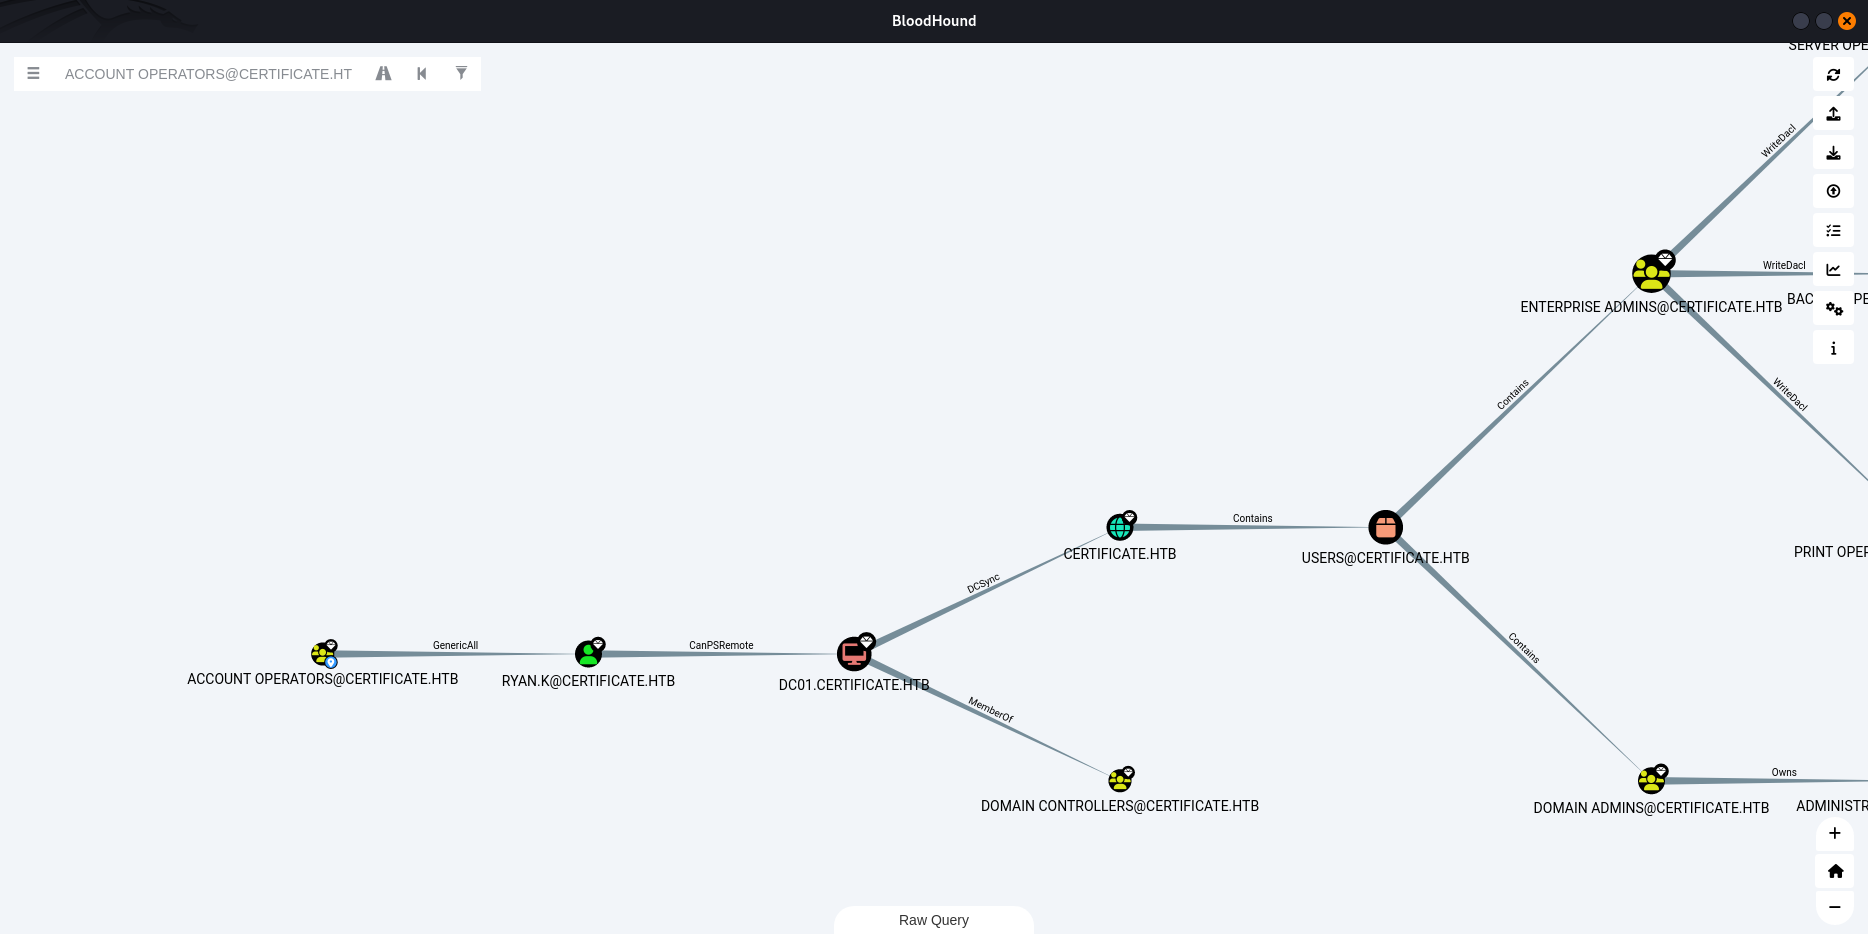 BloodHound
SERVER OPE
ACCOUNT OPERATORS@CERTIFICATE.HT
WriteDacl
WriteDacl
ENTERPRISE ADMINS@CERTIFICATE.HTB
BAC
PE
WriteDacl
Contains
Contains
CERTIFICATE.HTB
USERS@CERTIFICATE.HTB
PRINT OPER
DCSync
GenericAll
CanPSRemote
Contains
ACCOUNT OPERATORS@CERTIFICATE.HTB
RYAN.K@CERTIFICATE.HTB
DC01.CERTIFICATE.HTB
MemberOf
Owns
DOMAIN CONTROLLERS@CERTIFICATE.HTB
DOMAIN ADMINS@CERTIFICATE.HTB
ADMINISTR
Raw Query